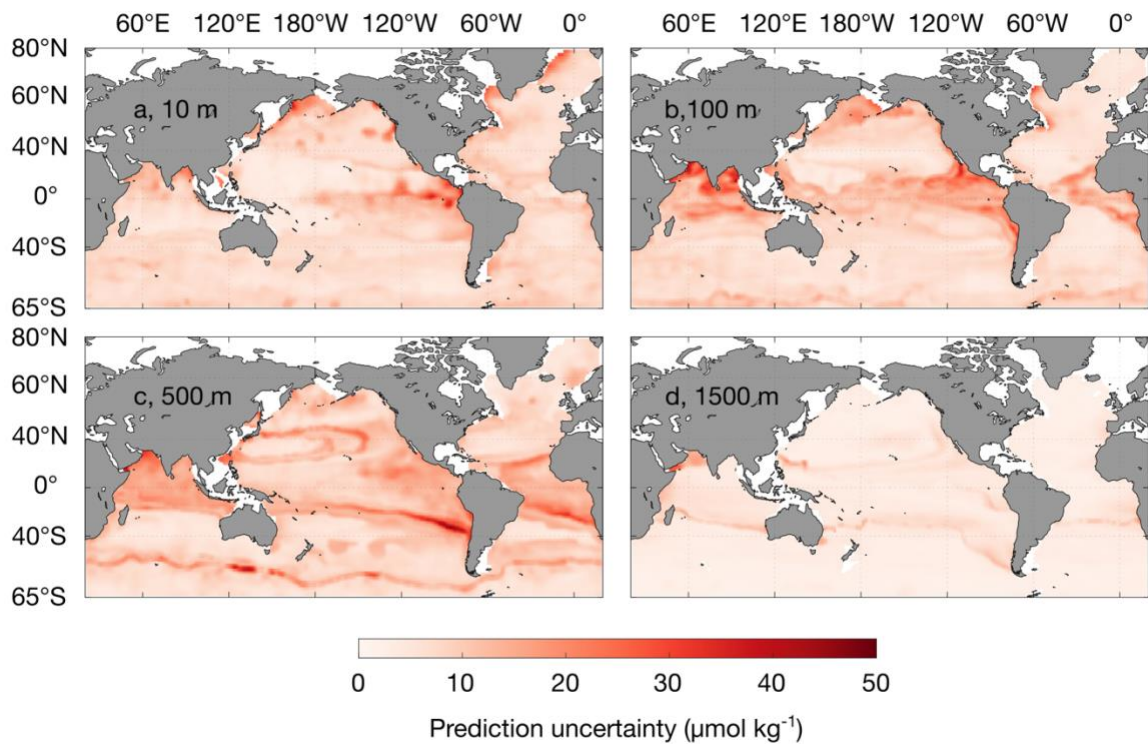 60°E 120°E 180°W 120°W 60°W 0° 60°E 120°E 180°W 120°W 60°W 0°
80°N
60°N
40°N
0°
40°S
65°S
a, 10 m
b,100 m
80°N
60°N
40°N
0°
40°S
65°S
c, 500 m
d, 1500 m
0 10 20 30 40 50
Prediction uncertainty (μmol kg⁻¹)